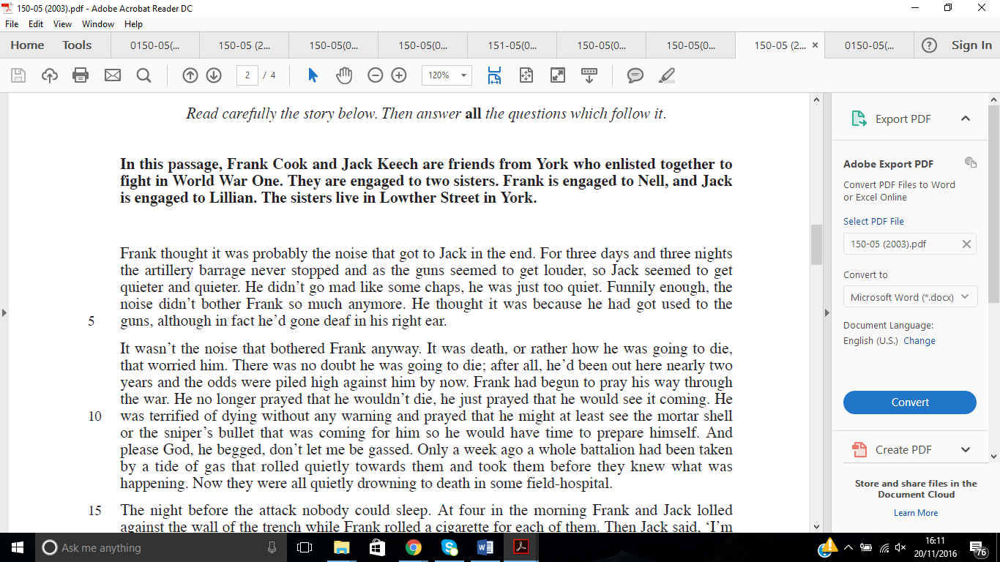 150-05 (2003).pdf - Adobe Acrobat Reader DC
File Edit View Window Help
Home Tools 0150-05(... 150-05 (2... 150-05(0... 150-05(0... 151-05(0... 150-05(0... 150-05(0... 150-05 (2... × 0150-05(... ? Sign In
2 / 4 120%
Read carefully the story below. Then answer all the questions which follow it.
In this passage, Frank Cook and Jack Keech are friends from York who enlisted together to
fight in World War One. They are engaged to two sisters. Frank is engaged to Nell, and Jack
is engaged to Lillian. The sisters live in Lowther Street in York.
Frank thought it was probably the noise that got to Jack in the end. For three days and three nights
the artillery barrage never stopped and as the guns seemed to get louder, so Jack seemed to get
quieter and quieter. He didn't go mad like some chaps, he was just too quiet. Funnily enough, the
noise didn't bother Frank so much anymore. He thought it was because he had got used to the
5 guns, although in fact he'd gone deaf in his right ear.
It wasn't the noise that bothered Frank anyway. It was death, or rather how he was going to die,
that worried him. There was no doubt he was going to die; after all, he'd been out here nearly two
years and the odds were piled high against him by now. Frank had begun to pray his way through
the war. He no longer prayed that he wouldn't die, he just prayed that he would see it coming. He
10 was terrified of dying without any warning and prayed that he might at least see the mortar shell
or the sniper's bullet that was coming for him so he would have time to prepare himself. And
please God, he begged, don't let me be gassed. Only a week ago a whole battalion had been taken
by a tide of gas that rolled quietly towards them and took them before they knew what was
happening. Now they were all quietly drowning to death in some field-hospital.
15 The night before the attack nobody could sleep. At four in the morning Frank and Jack lolled
against the wall of the trench while Frank rolled a cigarette for each of them. Then Jack said, 'I'm
Export PDF
Adobe Export PDF
Convert PDF Files to Word
or Excel Online
Select PDF File
150-05 (2003).pdf
Convert to
Microsoft Word (*.docx)
Document Language:
English (U.S.) Change
Convert
Create PDF
Store and share files in the
Document Cloud
Learn More
Ask me anything
16:11
20/11/2016
76